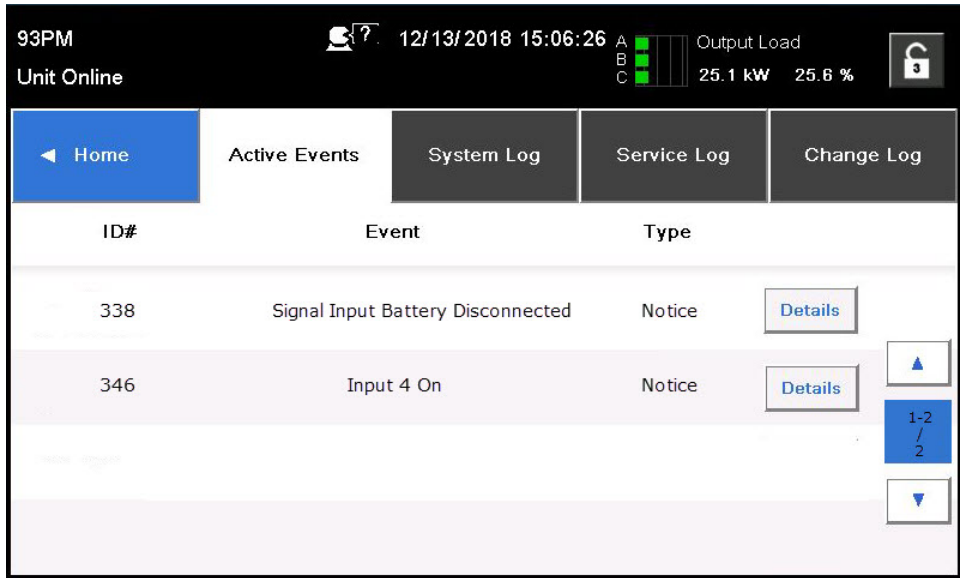 93PM
Unit Online
?
12/13/2018 15:06:26
A
B
C
Output Load
25.1 kW 25.6 %
3
◄ Home
Active Events
System Log
Service Log
Change Log
ID# Event Type
338 Signal Input Battery Disconnected Notice Details
346 Input 4 On Notice Details
▲
1-2
/
2
▼